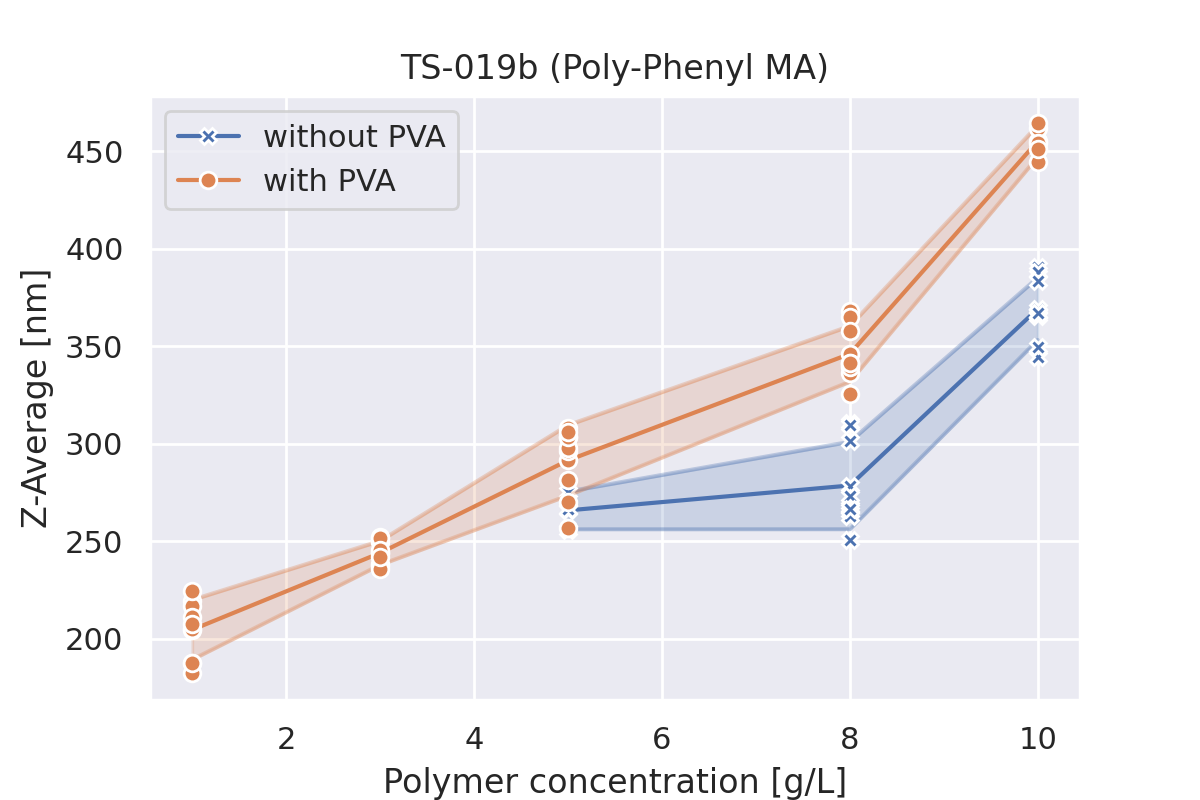 TS-019b (Poly-Phenyl MA)
without PVA
with PVA
450
400
350
300
250
200
Z-Average [nm]
2
4
6
8
10
Polymer concentration [g/L]